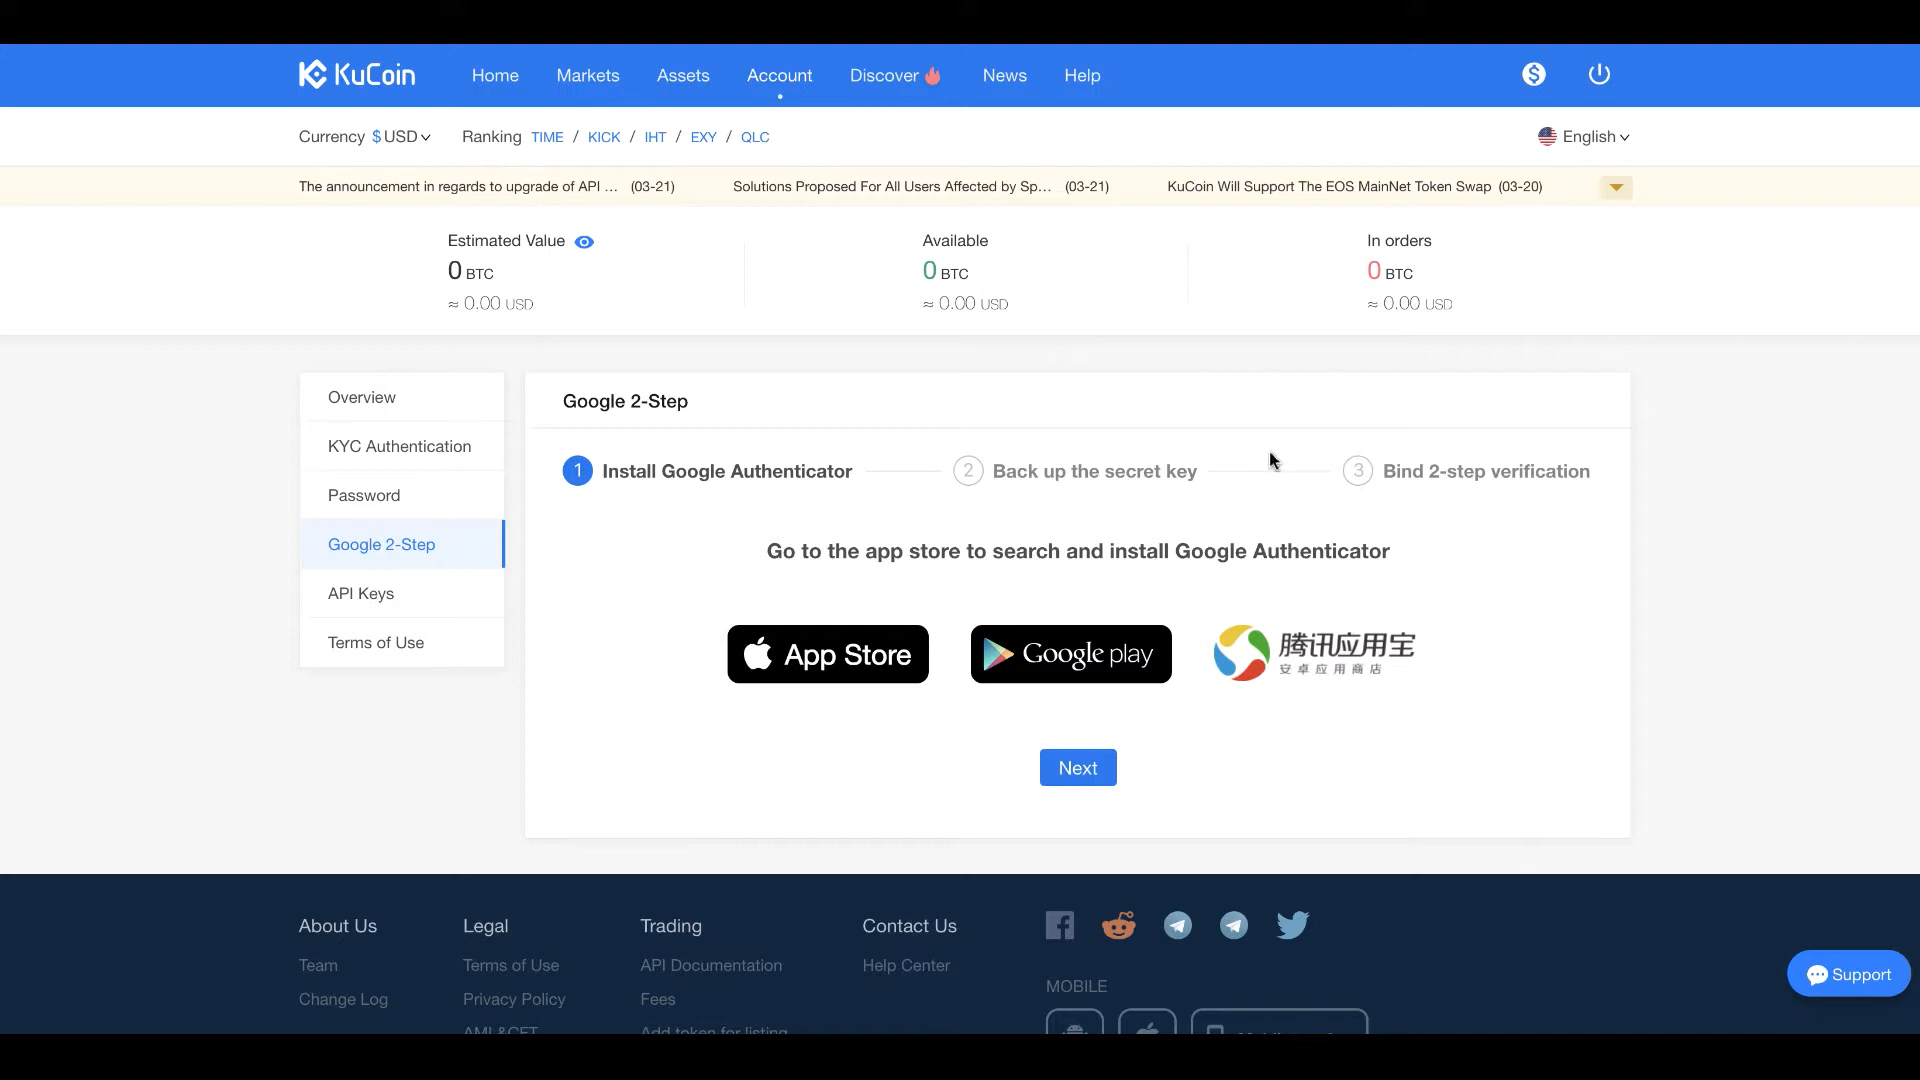 KuCoin Home Markets Assets Account Discover News Help
Currency $ USD Ranking TIME / KICK / IHT / EXY / QLC English
The announcement in regards to upgrade of API ... (03-21) Solutions Proposed For All Users Affected by Sp... (03-21) KuCoin Will Support The EOS MainNet Token Swap (03-20)
Estimated Value Available In orders
0 BTC 0 BTC 0 BTC
≈ 0.00 USD ≈ 0.00 USD ≈ 0.00 USD
Overview
KYC Authentication
Password
Google 2-Step
API Keys
Terms of Use
Google 2-Step
1 Install Google Authenticator 2 Back up the secret key 3 Bind 2-step verification
Go to the app store to search and install Google Authenticator
App Store Google play 腾讯应用宝
安卓应用商店
Next
About Us Legal Trading Contact Us
Team Terms of Use API Documentation Help Center
Change Log Privacy Policy Fees
AML&CFT Add token for listing
MOBILE
Support